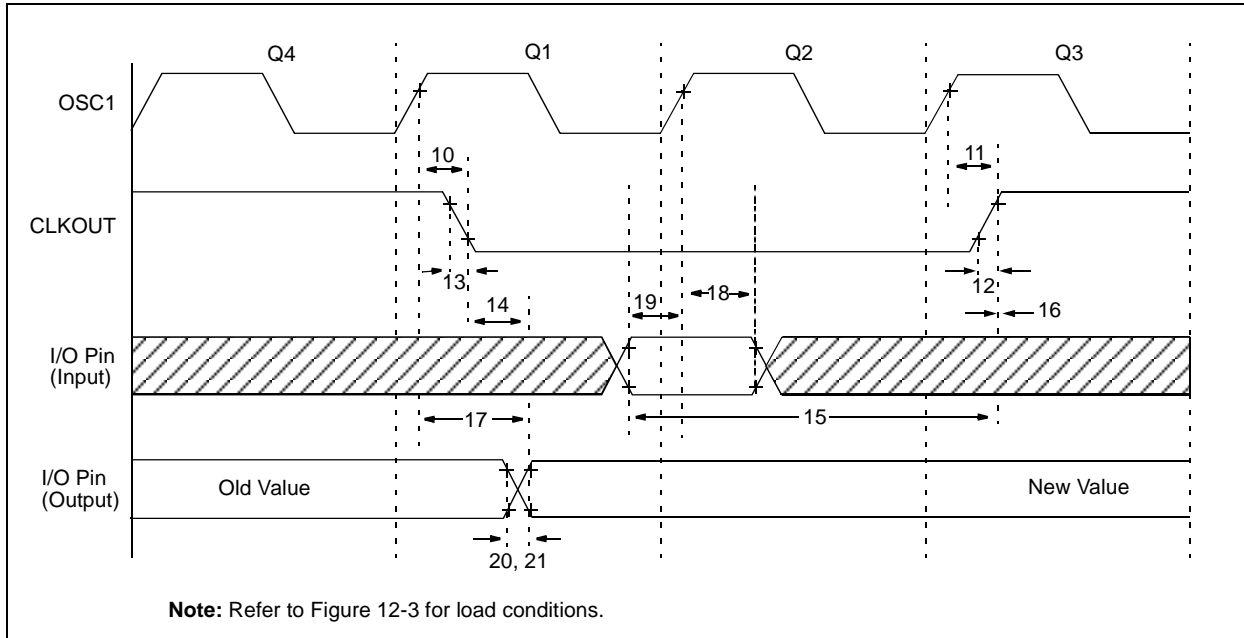 Q4 Q1 Q2 Q3
OSC1
10 11
CLKOUT
13 12
19 18
14 16
I/O Pin
(Input)
17 15
I/O Pin
(Output)
Old Value New Value
20, 21
Note: Refer to Figure 12-3 for load conditions.